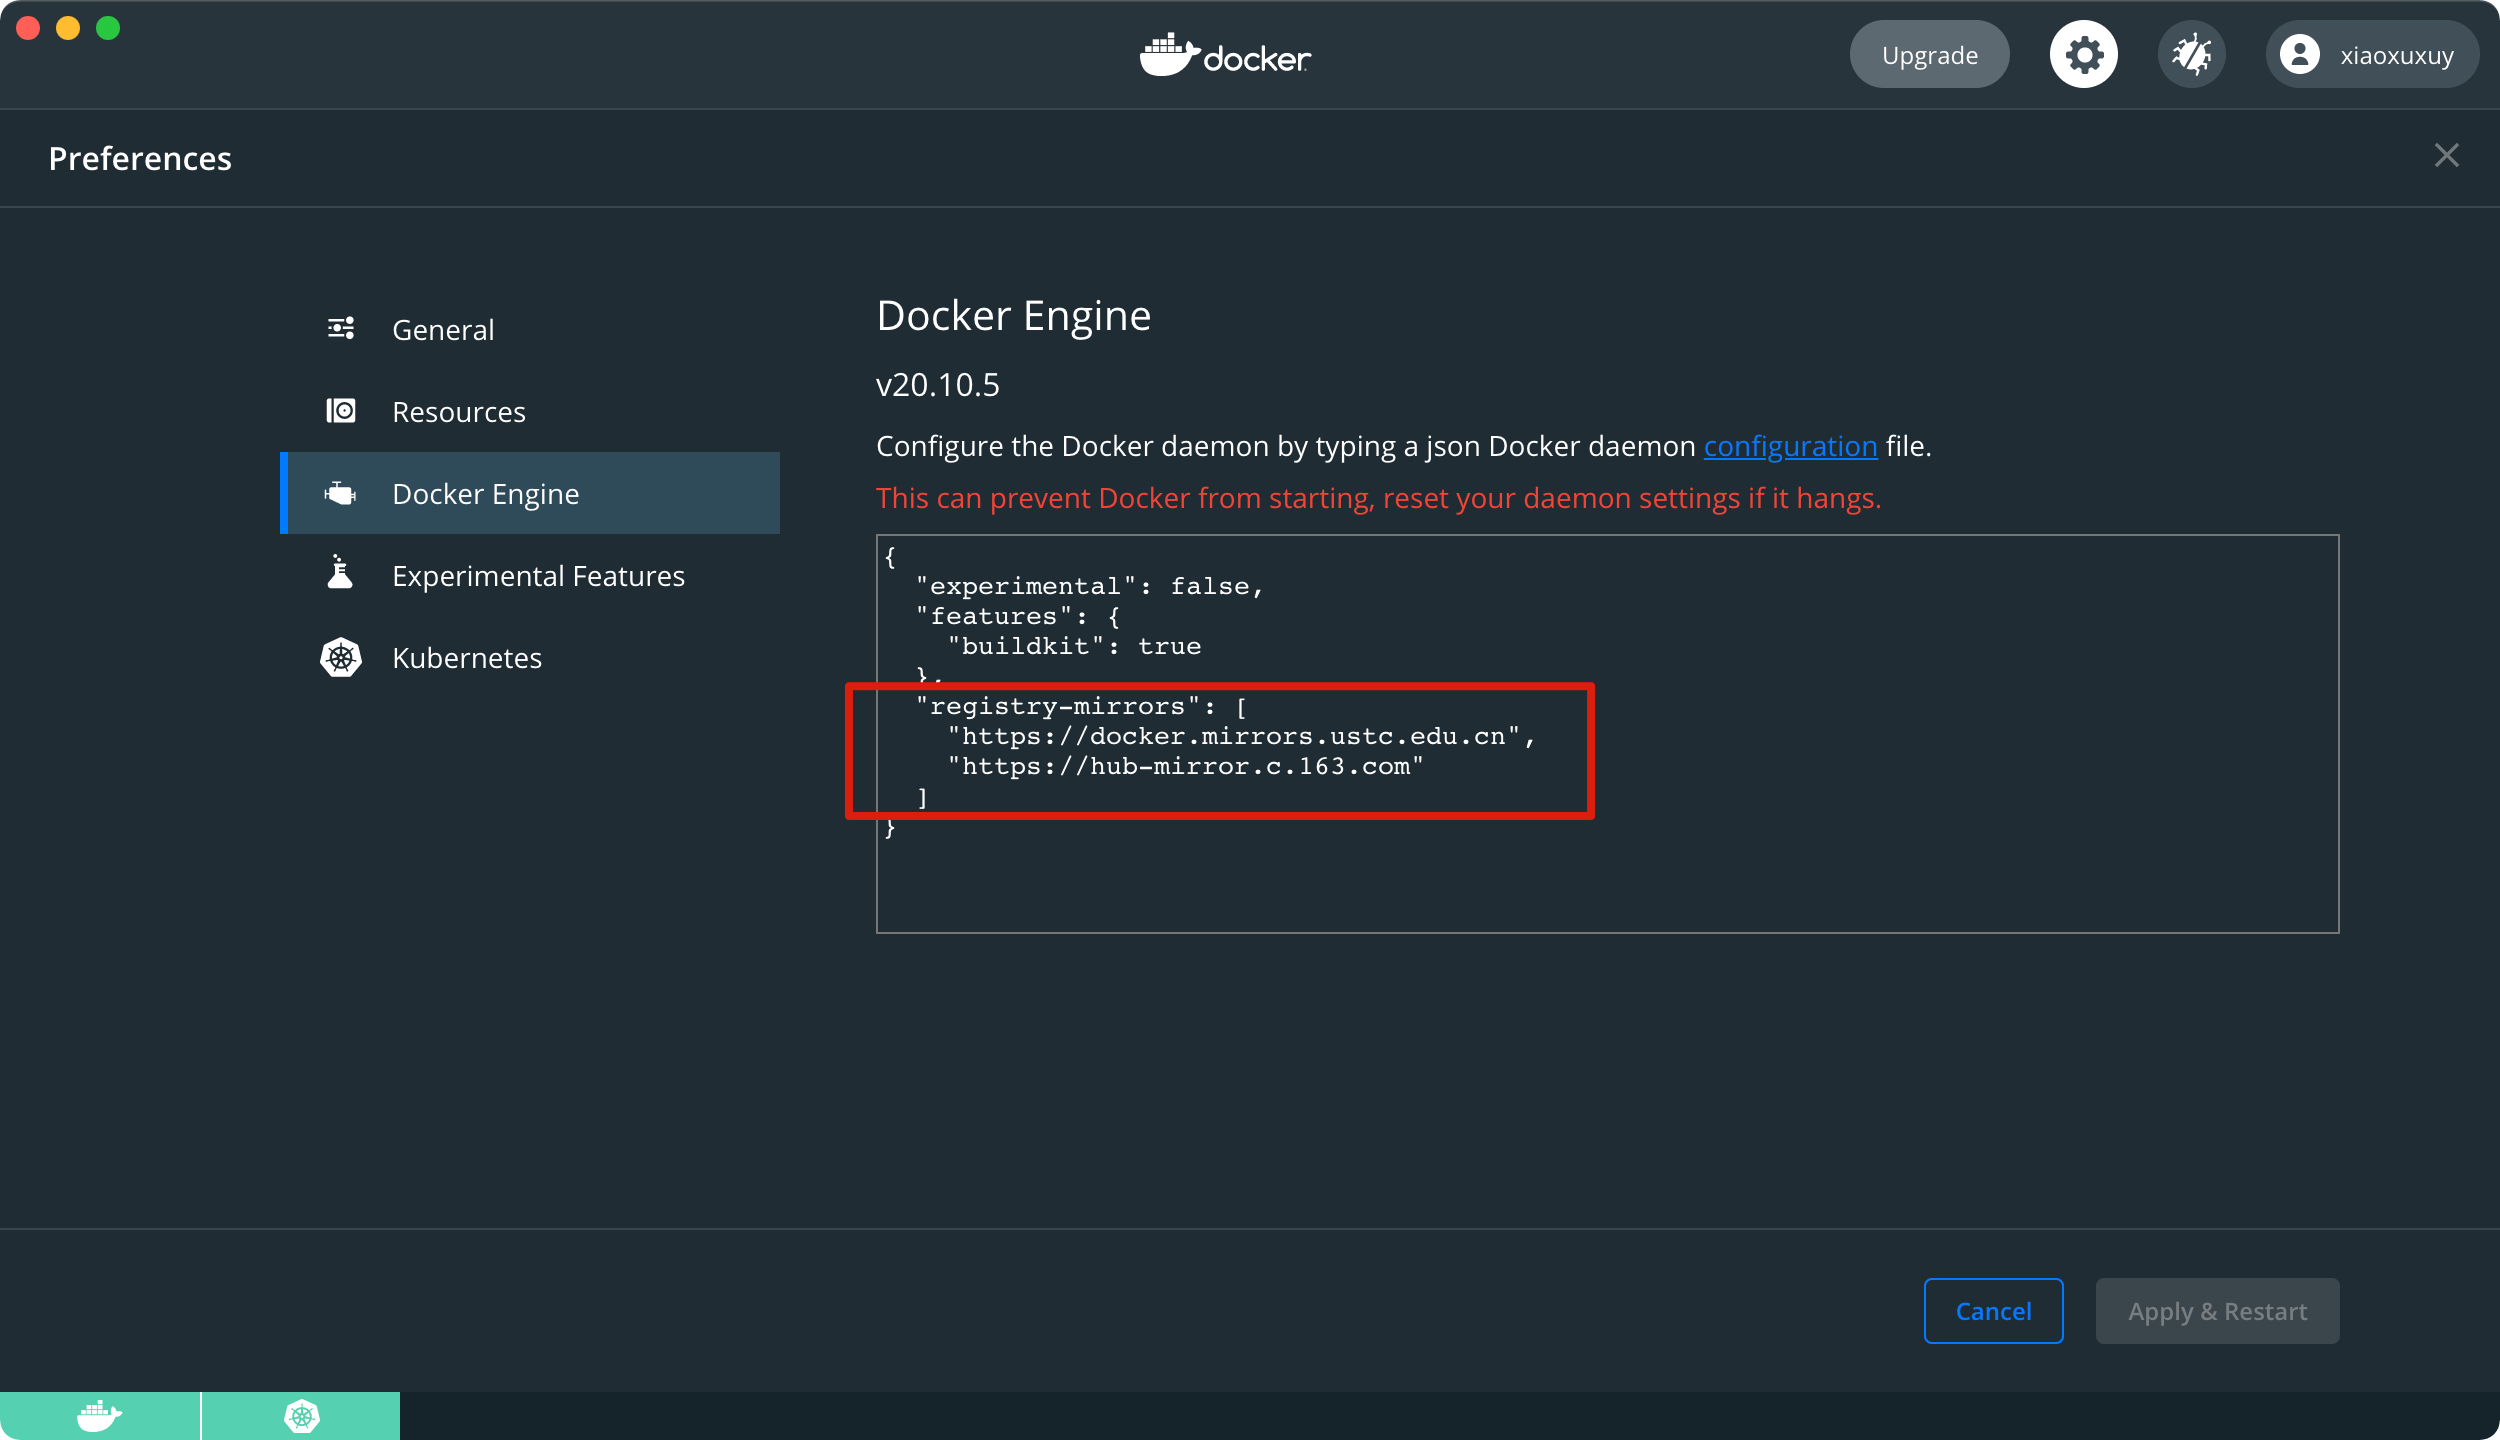 docker
Upgrade
xiaoxuxuy
Preferences
General
Resources
Docker Engine
Experimental Features
Kubernetes
Docker Engine
v20.10.5
Configure the Docker daemon by typing a json Docker daemon configuration file.
This can prevent Docker from starting, reset your daemon settings if it hangs.
{
  "experimental": false,
  "features": {
    "buildkit": true
  },
  "registry-mirrors": [
    "https://docker.mirrors.ustc.edu.cn",
    "https://hub-mirror.c.163.com"
  ]
}
Cancel
Apply & Restart